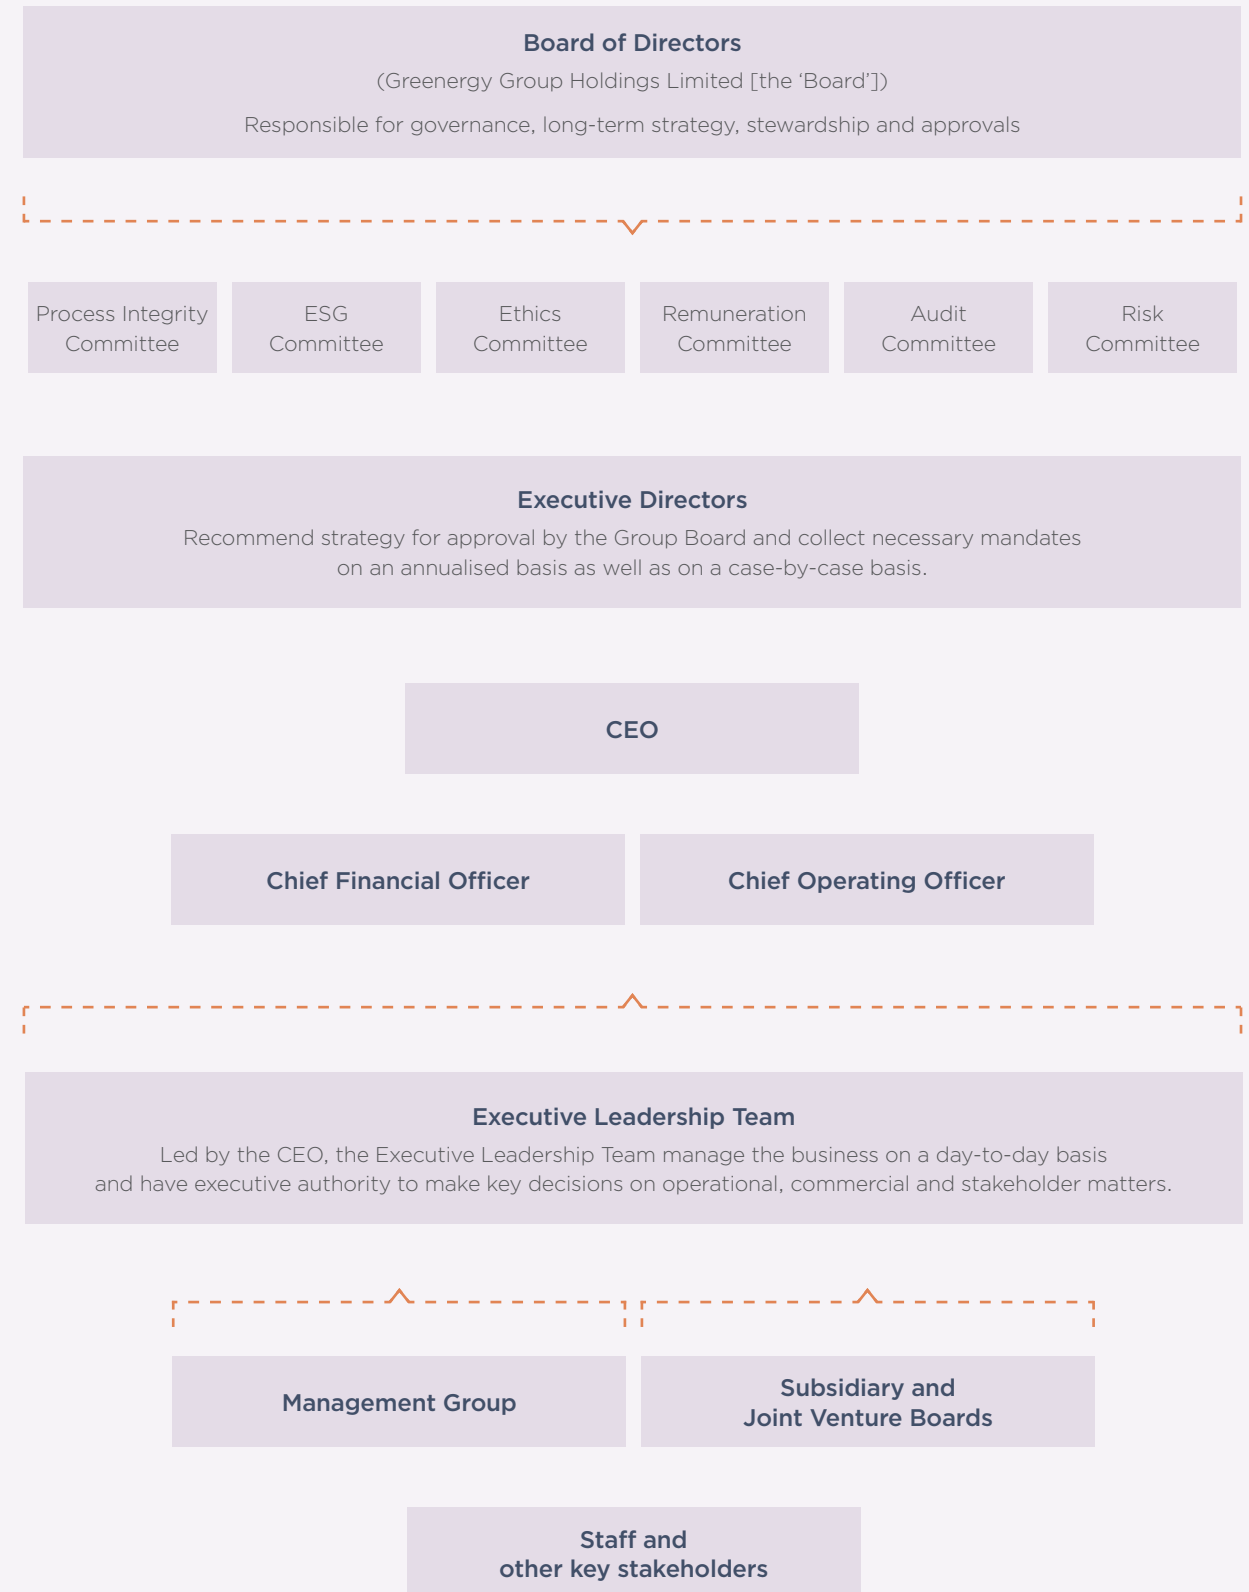 Board of Directors
(Greenergy Group Holdings Limited [the ‘Board’])
Responsible for governance, long-term strategy, stewardship and approvals
Process Integrity
Committee
ESG
Committee
Ethics
Committee
Remuneration
Committee
Audit
Committee
Risk
Committee
Executive Directors
Recommend strategy for approval by the Group Board and collect necessary mandates
on an annualised basis as well as on a case-by-case basis.
CEO
Chief Financial Officer
Chief Operating Officer
Executive Leadership Team
Led by the CEO, the Executive Leadership Team manage the business on a day-to-day basis
and have executive authority to make key decisions on operational, commercial and stakeholder matters.
Management Group
Subsidiary and
Joint Venture Boards
Staff and
other key stakeholders